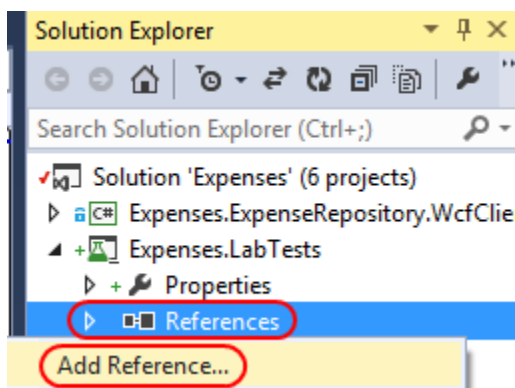 Solution Explorer
Search Solution Explorer (Ctrl+;)
Solution 'Expenses' (6 projects)
C# Expenses.ExpenseRepository.WcfClie
Expenses.LabTests
Properties
References
Add Reference...